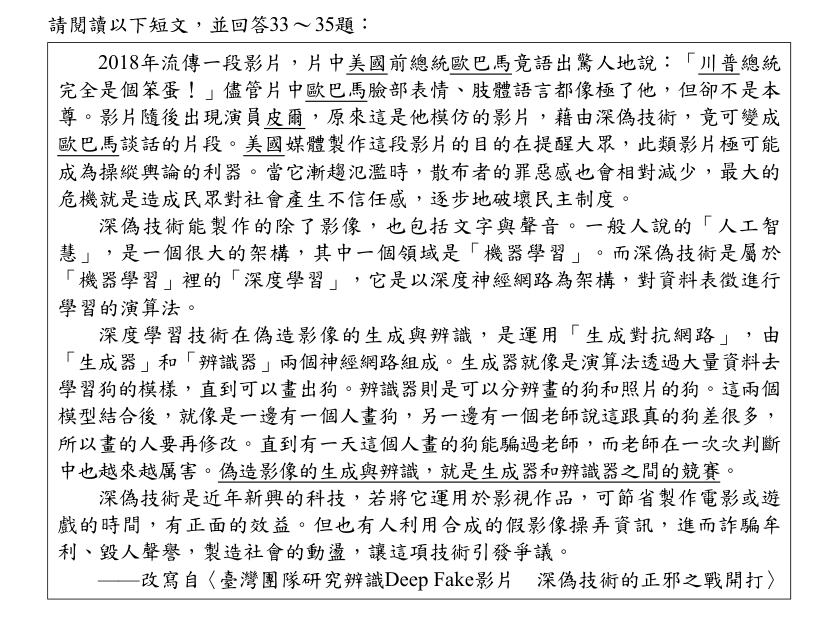 請閱讀以下短文，並回答33～35題：
2018年流傳一段影片，片中美國前總統歐巴馬竟語出驚人地說：「川普總統
完全是個笨蛋！」儘管片中歐巴馬臉部表情、肢體語言都像極了他，但卻不是本
尊。影片隨後出現演員皮爾，原來這是他模仿的影片，藉由深偽技術，竟可變成
歐巴馬談話的片段。美國媒體製作這段影片的目的在提醒大眾，此類影片極可能
成為操縱輿論的利器。當它漸趨氾濫時，散布者的罪惡感也會相對減少，最大的
危機就是造成民眾對社會產生不信任感，逐步地破壞民主制度。
深偽技術能製作的除了影像，也包括文字與聲音。一般人說的「人工智
慧」，是一個很大的架構，其中一個領域是「機器學習」。而深偽技術是屬於
「機器學習」裡的「深度學習」，它是以深度神經網路為架構，對資料表徵進行
學習的演算法。
深度學習技術在偽造影像的生成與辨識，是運用「生成對抗網路」，由
「生成器」和「辨識器」兩個神經網路組成。生成器就像是演算法透過大量資料去
學習狗的模樣，直到可以畫出狗。辨識器則是可以分辨畫的狗和照片的狗。這兩個
模型結合後，就像是一邊有一個人畫狗，另一邊有一個老師說這跟真的狗差很多，
所以畫的人要再修改。直到有一天這個人畫的狗能騙過老師，而老師在一次次判斷
中也越來越厲害。偽造影像的生成與辨識，就是生成器和辨識器之間的競賽。
深偽技術是近年新興的科技，若將它運用於影視作品，可節省製作電影或遊
戲的時間，有正面的效益。但也有人利用合成的假影像操弄資訊，進而詐騙牟
利、毀人聲譽，製造社會的動盪，讓這項技術引發爭議。
——改寫自〈臺灣團隊研究辨識Deep Fake影片　深偽技術的正邪之戰開打〉